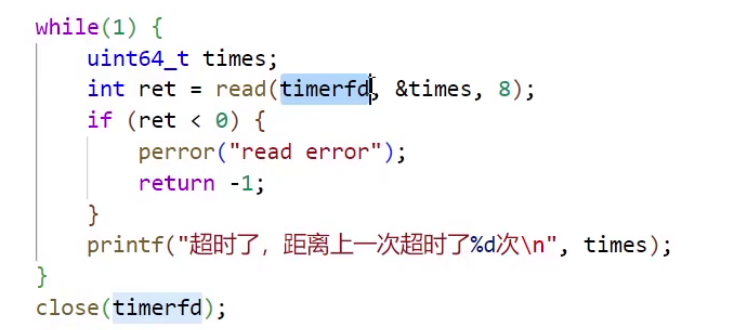 while(1) {
uint64_t times;
int ret = read(timerfd, &times, 8);
if (ret < 0) {
perror("read error");
return -1;
}
printf("超时了，距离上一次超时了%d次\n", times);
}
close(timerfd);